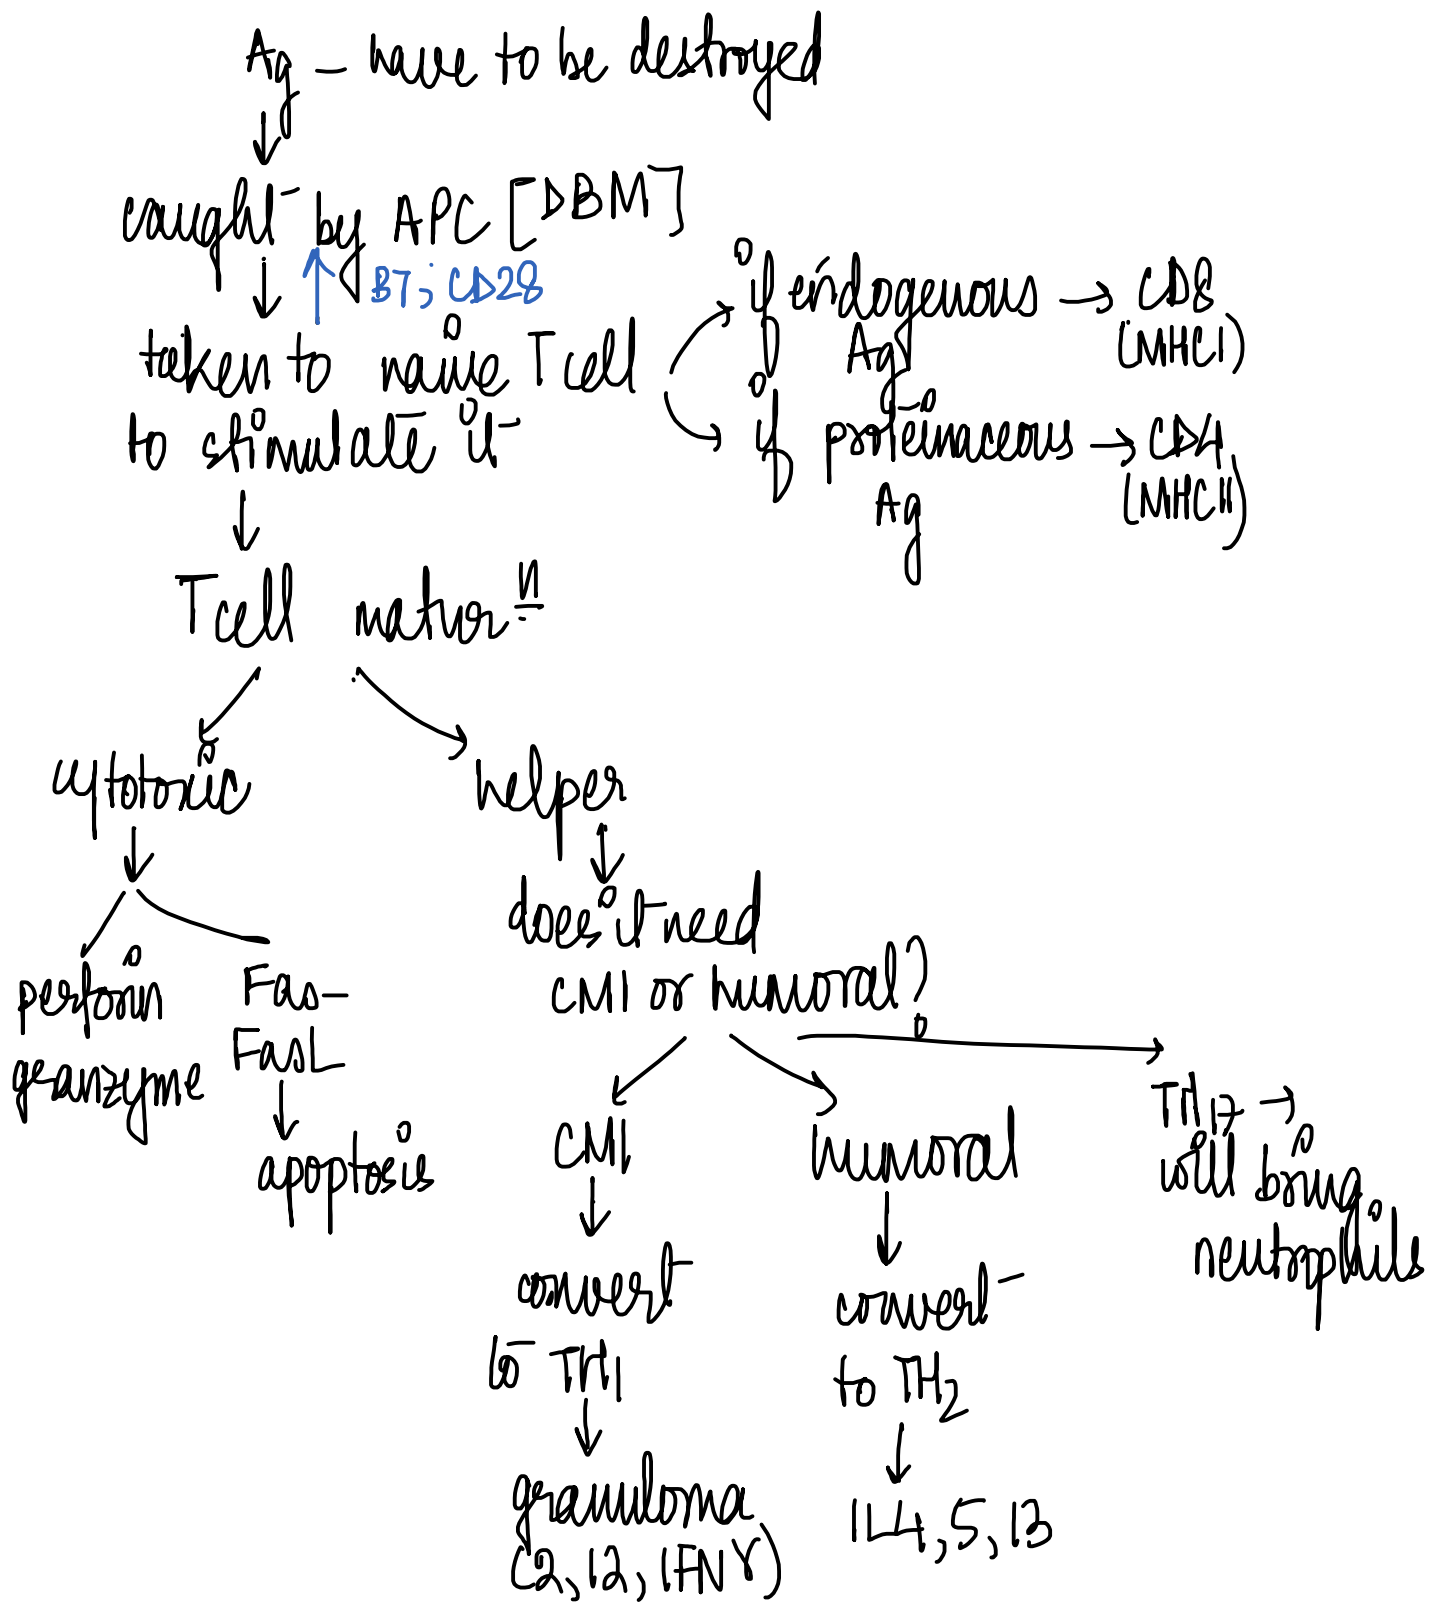 Ag - have to be destroyed
↓
caught by APC [DBM]
↓ ↑ B7; CD28
taken to naive T cell
to stimulate it
if endogenous → CD8
Ag (MHC I)
if proteinaceous → CD4
Ag (MHC II)
↓
T cell matur n
cytotoxic
↓
perforin
granzyme
Fas-
FasL
↓
apoptosis
helper
↓
does it need
CMI or humoral?
CMI
↓
convert
to TH1
↓
granuloma
(2, 12, IFN γ)
humoral
↓
convert
to TH2
↓
IL4, 5, 13
TH17 →
will bring
neutrophils